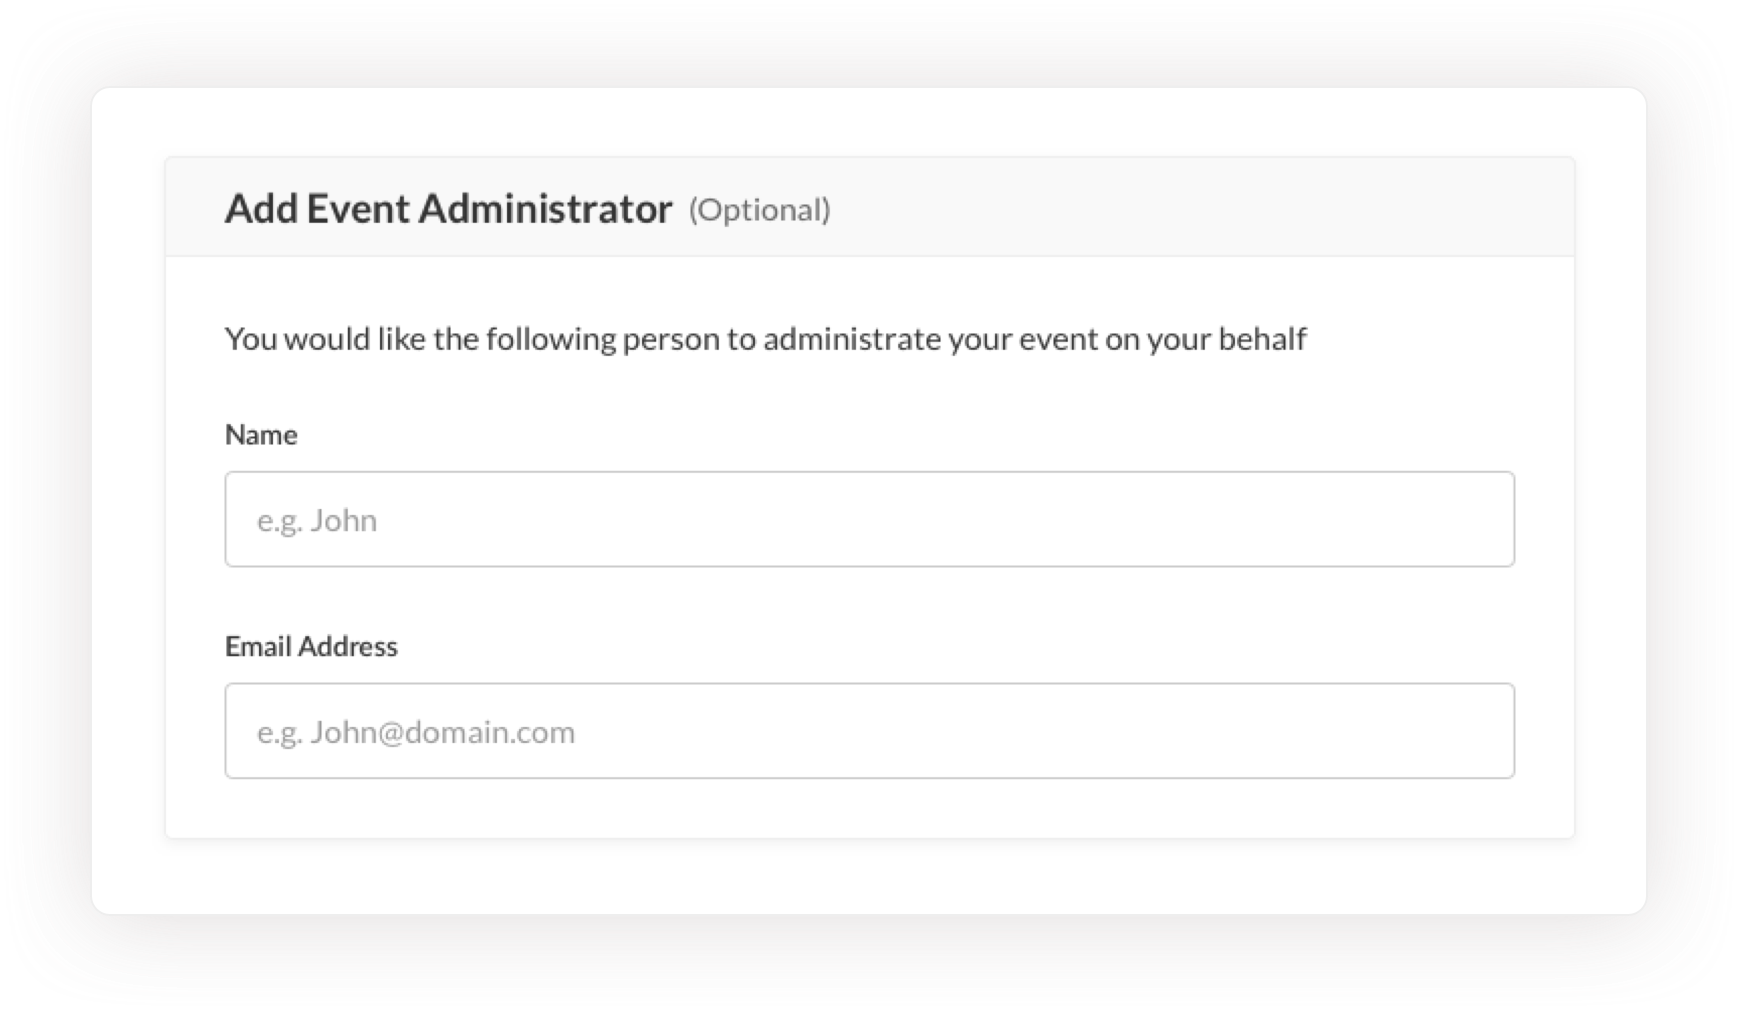 Add Event Administrator (Optional)
You would like the following person to administrate your event on your behalf
Name
e.g. John
Email Address
e.g. John@domain.com